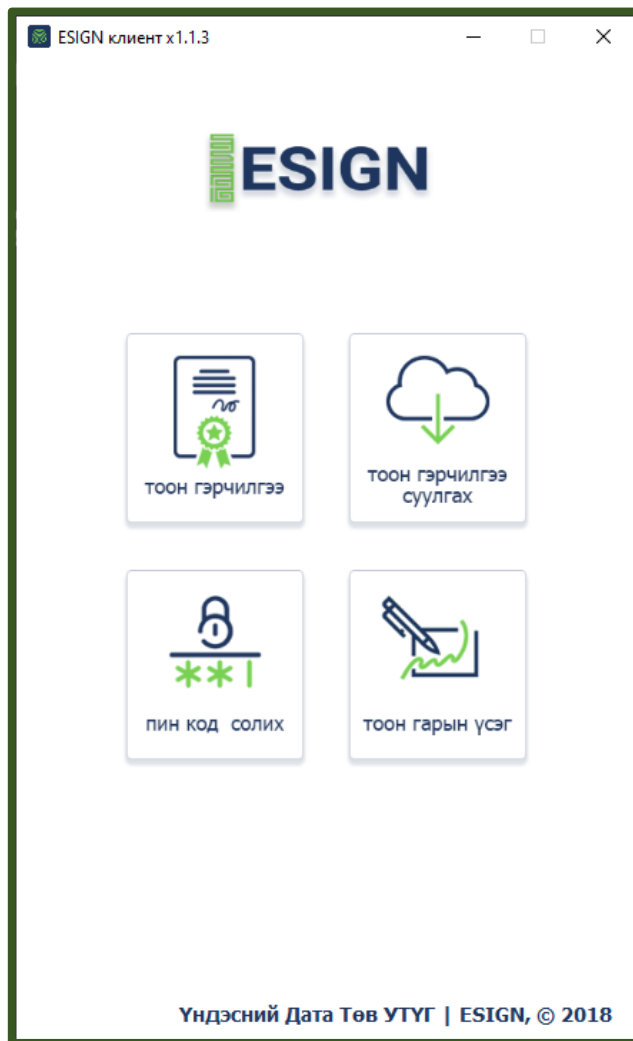 ESIGN клиент x1.1.3
ESIGN
тоон гэрчилгээ
тоон гэрчилгээ
суулгах
пин код солих
тоон гарын үсэг
Үндэсний Дата Төв УТҮГ | ESIGN, © 2018